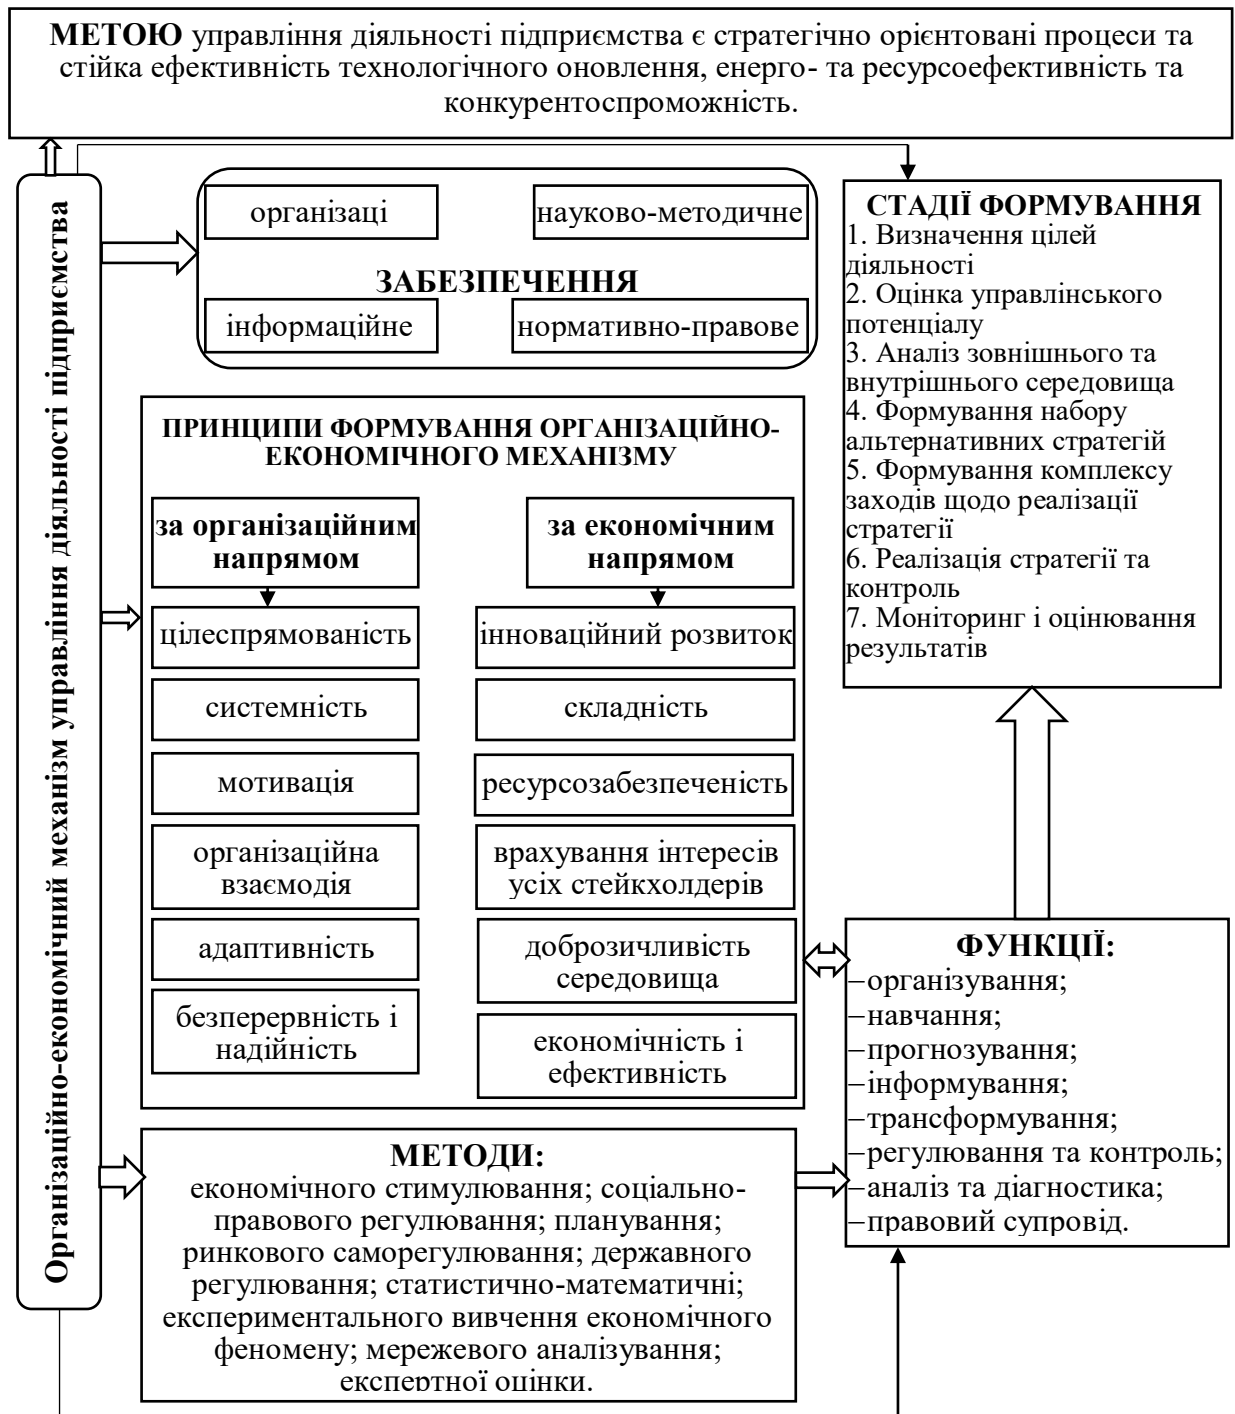 МЕТОЮ управління діяльності підприємства є стратегічно орієнтовані процеси та
стійка ефективність технологічного оновлення, енерго- та ресурсоефективність та
конкурентоспроможність.
Організаційно-економічний механізм управління діяльності підприємства
організаці
науково-методичне
ЗАБЕЗПЕЧЕННЯ
інформаційне
нормативно-правове
СТАДІЇ ФОРМУВАННЯ
1. Визначення цілей
діяльності
2. Оцінка управлінського
потенціалу
3. Аналіз зовнішнього та
внутрішнього середовища
4. Формування набору
альтернативних стратегій
5. Формування комплексу
заходів щодо реалізації
стратегії
6. Реалізація стратегії та
контроль
7. Моніторинг і оцінювання
результатів
ПРИНЦИПИ ФОРМУВАННЯ ОРГАНІЗАЦІЙНО-
ЕКОНОМІЧНОГО МЕХАНІЗМУ
за організаційним
напрямом
цілеспрямованість
системність
мотивація
організаційна
взаємодія
адаптивність
безперервність і
надійність
за економічним
напрямом
інноваційний розвиток
складність
ресурсозабезпеченість
врахування інтересів
усіх стейкхолдерів
доброзичливість
середовища
економічність і
ефективність
ФУНКЦІЇ:
–організування;
–навчання;
–прогнозування;
–інформування;
–трансформування;
–регулювання та контроль;
–аналіз та діагностика;
–правовий супровід.
МЕТОДИ:
економічного стимулювання; соціально-
правового регулювання; планування;
ринкового саморегулювання; державного
регулювання; статистично-математичні;
експериментального вивчення економічного
феномену; мережевого аналізування;
експертної оцінки.